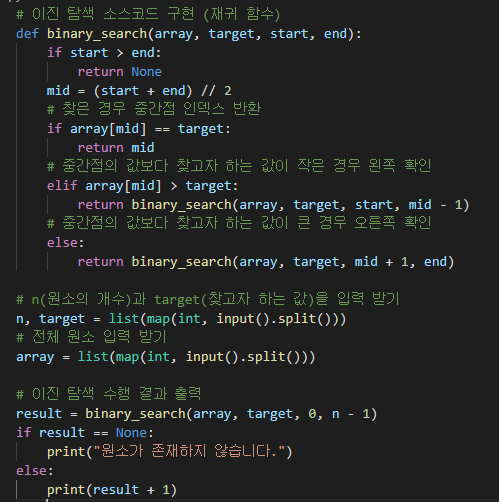 # 이진 탐색 소스코드 구현 (재귀 함수)
def binary_search(array, target, start, end):
    if start > end:
        return None
    mid = (start + end) // 2
    # 찾은 경우 중간점 인덱스 반환
    if array[mid] == target:
        return mid
    # 중간점의 값보다 찾고자 하는 값이 작은 경우 왼쪽 확인
    elif array[mid] > target:
        return binary_search(array, target, start, mid - 1)
    # 중간점의 값보다 찾고자 하는 값이 큰 경우 오른쪽 확인
    else:
        return binary_search(array, target, mid + 1, end)

# n(원소의 개수)과 target(찾고자 하는 값)을 입력 받기
n, target = list(map(int, input().split()))
# 전체 원소 입력 받기
array = list(map(int, input().split()))

# 이진 탐색 수행 결과 출력
result = binary_search(array, target, 0, n - 1)
if result == None:
    print("원소가 존재하지 않습니다.")
else:
    print(result + 1)